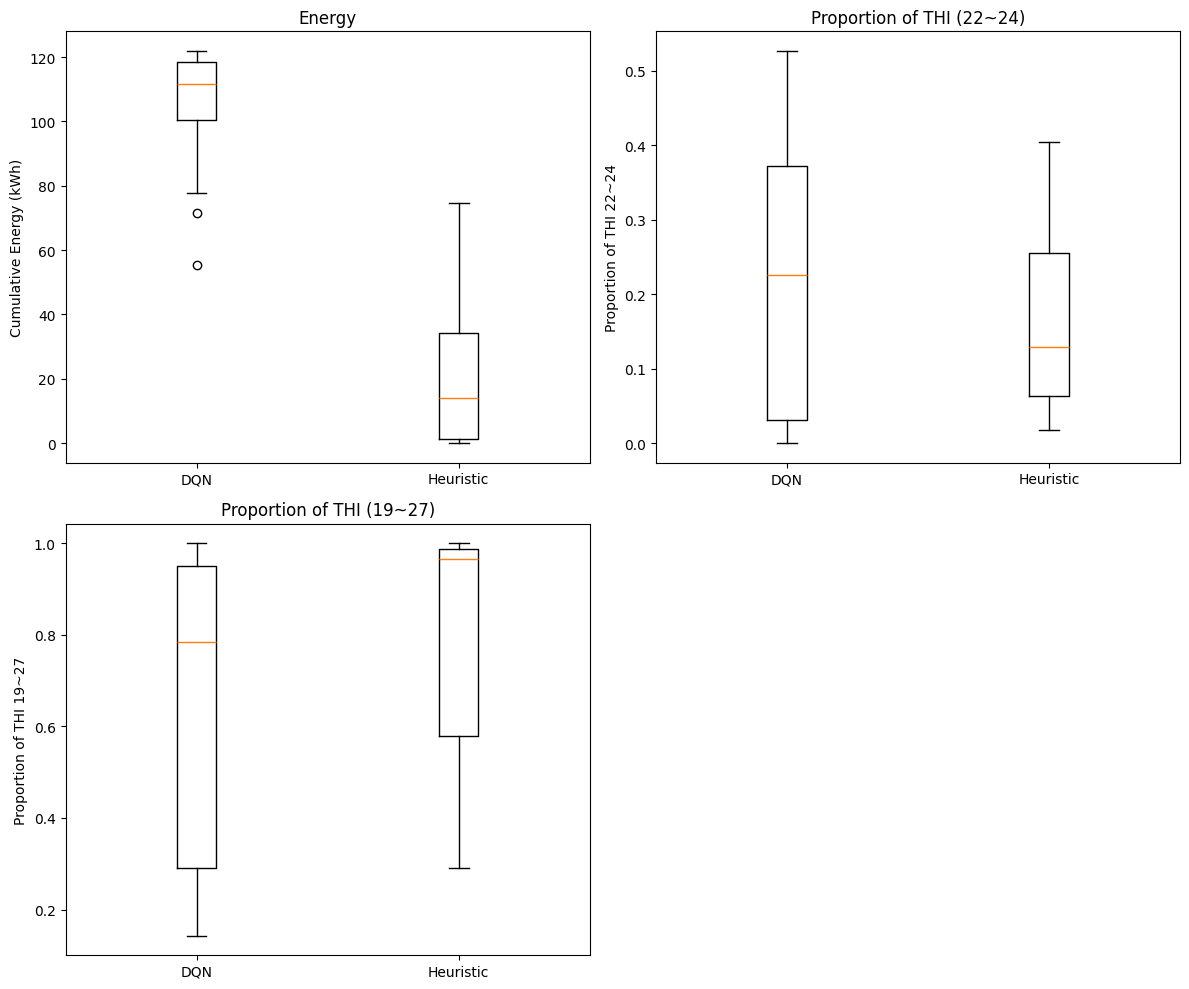 Energy
Cumulative Energy (kWh)
120
100
80
60
40
20
0
DQN
Heuristic
Proportion of THI (22~24)
Proportion of THI 22~24
0.5
0.4
0.3
0.2
0.1
0.0
DQN
Heuristic
Proportion of THI (19~27)
Proportion of THI 19~27
1.0
0.8
0.6
0.4
0.2
DQN
Heuristic